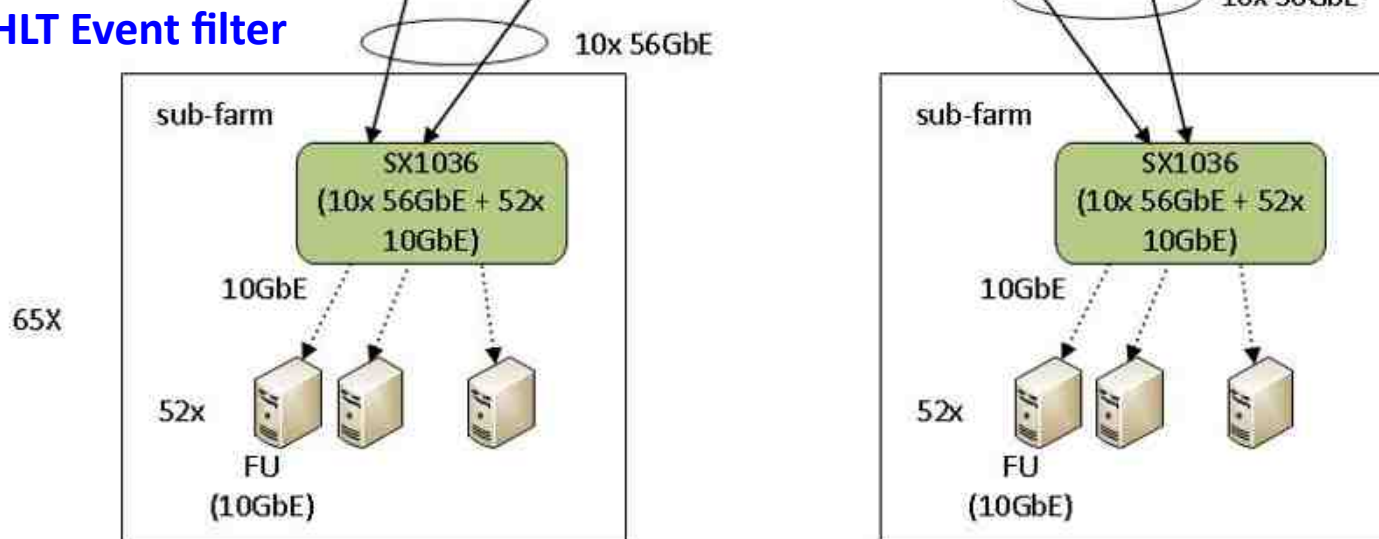 HLT Event filter
10x 56GbE
sub-farm
SX1036
(10x 56GbE + 52x
10GbE)
10GbE
65X
52x
FU
(10GbE)
sub-farm
SX1036
(10x 56GbE + 52x
10GbE)
10GbE
52x
FU
(10GbE)